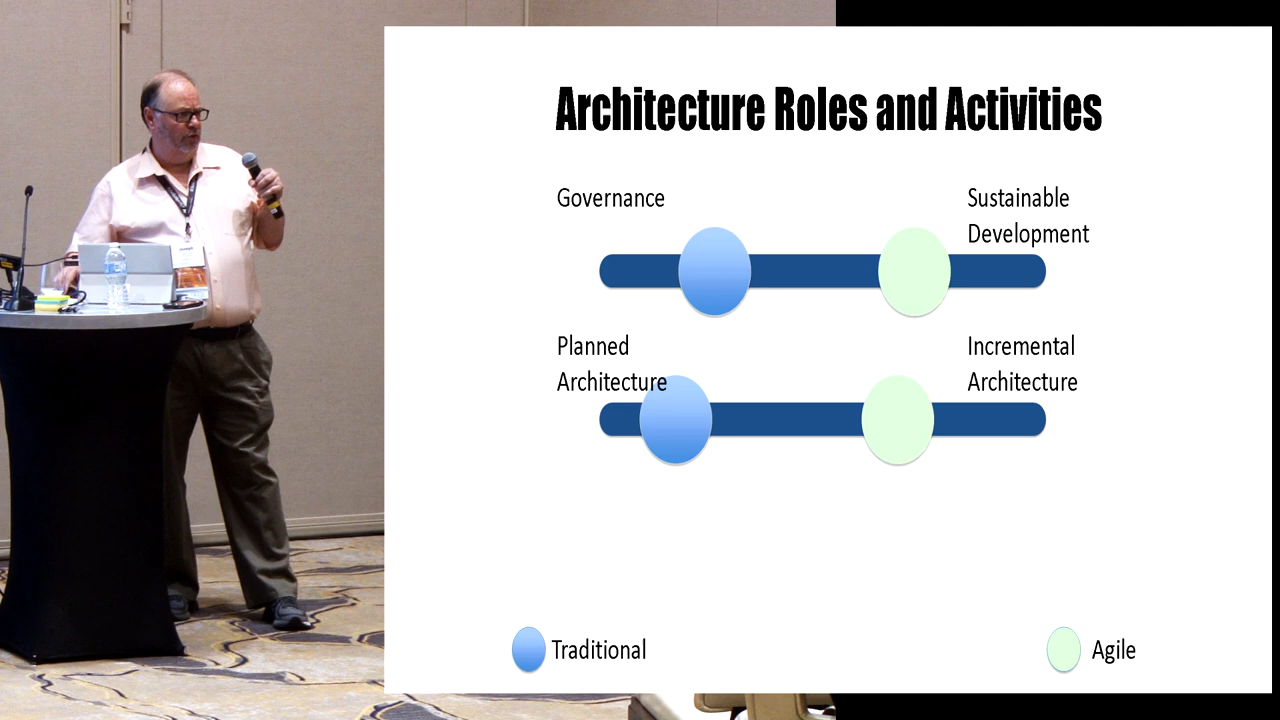 Architecture Roles and Activities
Governance
Sustainable
Development
Planned
Architecture
Incremental
Architecture
Traditional
Agile